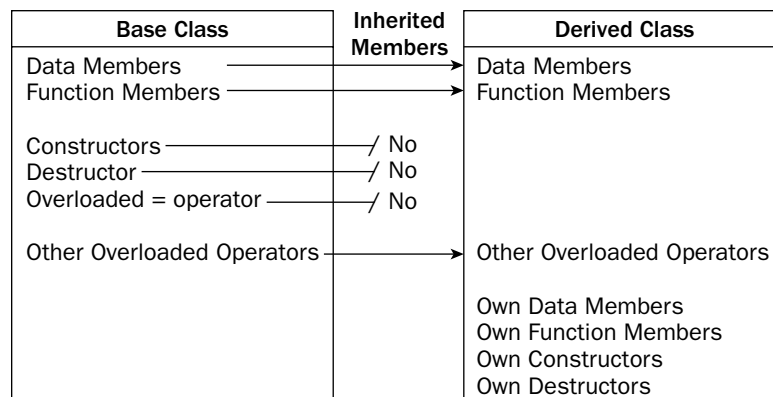 Base Class
Inherited Members
Derived Class
Data Members
Data Members
Function Members
Function Members
Constructors
No
Destructor
No
Overloaded = operator
No
Other Overloaded Operators
Other Overloaded Operators
Own Data Members
Own Function Members
Own Constructors
Own Destructors